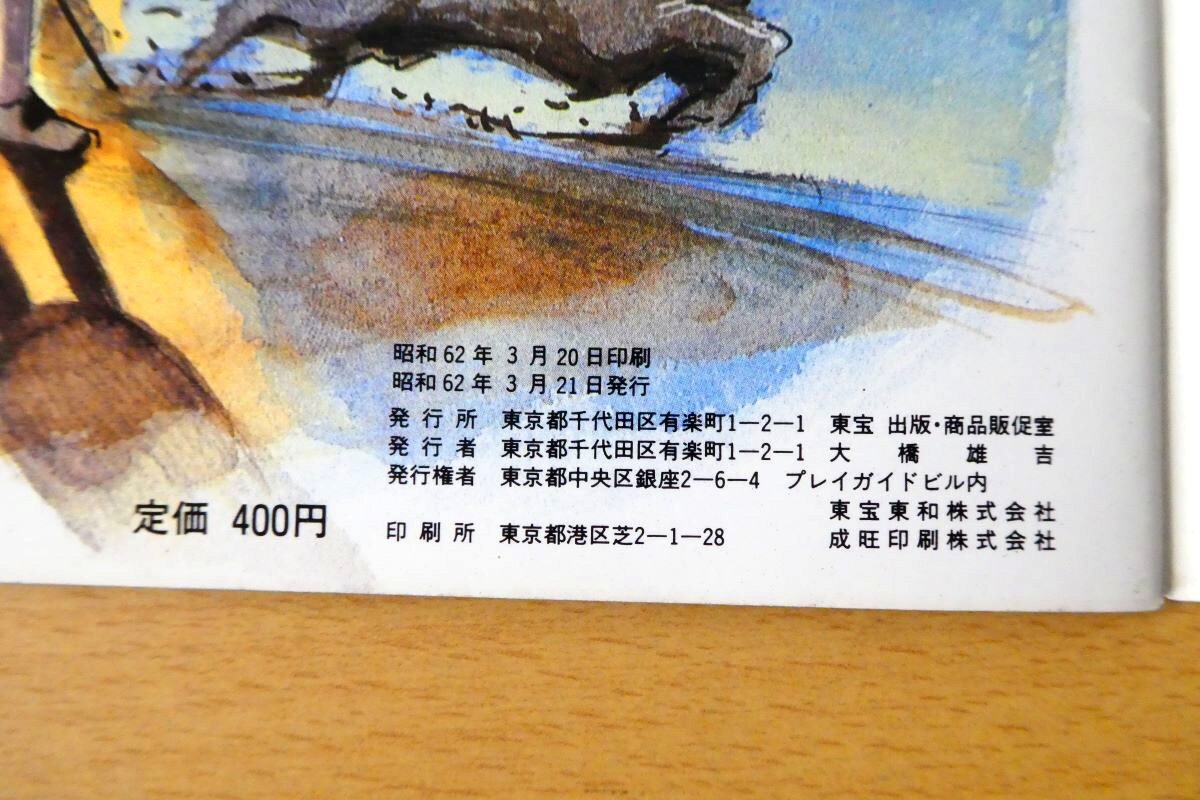 昭和62年 3月20日印刷
昭和62年 3月21日発行
発行所 東京都千代田区有楽町1―2―1 東宝 出版・商品販促室
発行者 東京都千代田区有楽町1―2―1 大橋雄吉
発行権者 東京都中央区銀座2―6―4 プレイガイドビル内
東宝東和株式会社
印刷所 東京都港区芝2―1―28 成旺印刷株式会社
定価 400円